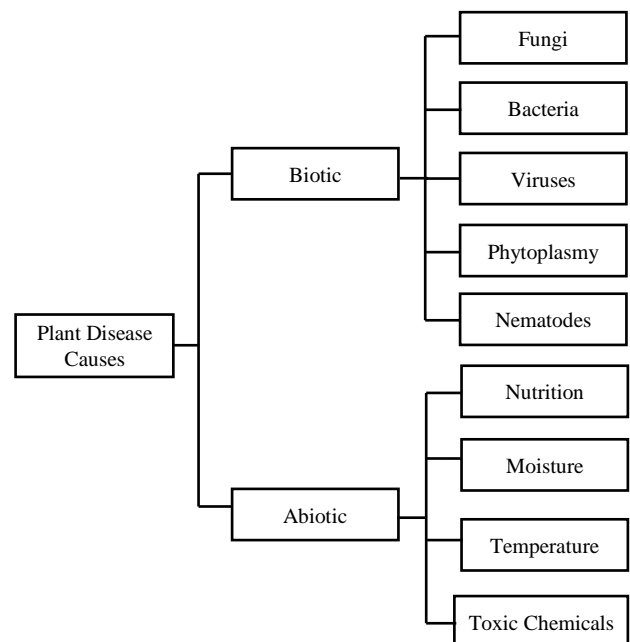 Plant Disease
Causes
Biotic
Fungi
Bacteria
Viruses
Phytoplasmy
Nematodes
Abiotic
Nutrition
Moisture
Temperature
Toxic Chemicals